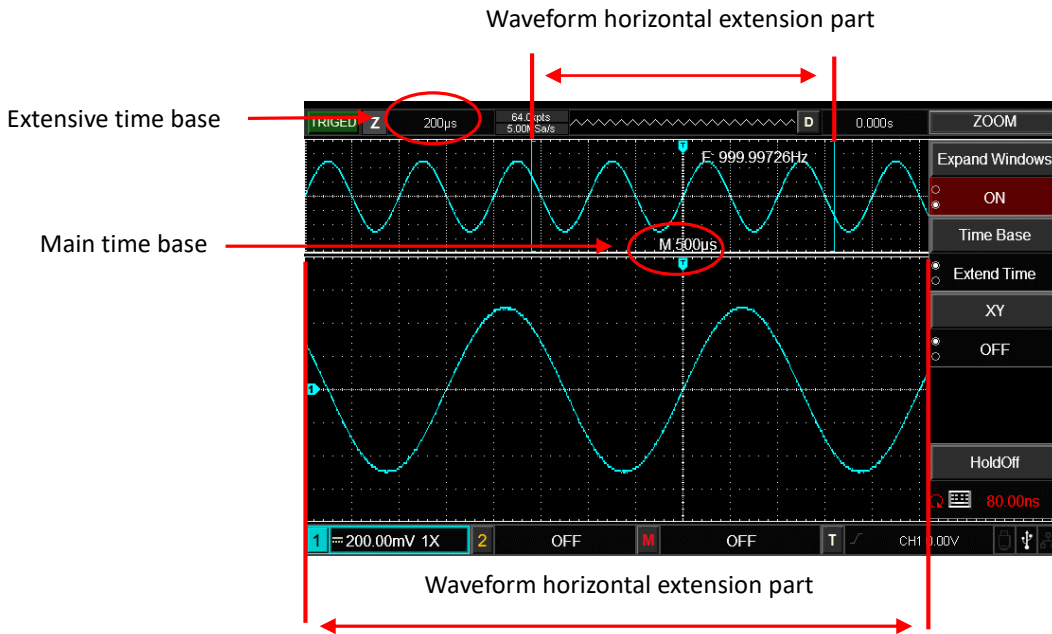 Waveform horizontal extension part
Extensive time base
TRIGED Z 200μs 64.0kpts D 0.000s ZOOM
5.00MSa/s
T
F: 999.99726Hz
Expand Windows
ON
Main time base
M 500μs
Time Base
T
Extend Time
XY
OFF
1
HoldOff
80.00ns
1 200.00mV 1X 2 OFF M OFF T CH1 0.00V
Waveform horizontal extension part